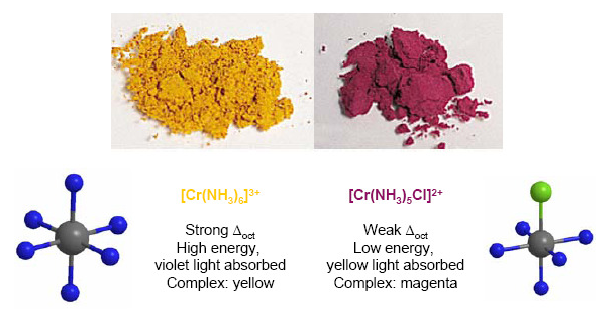 [Cr(NH₃)₆]³⁺
Strong Δoct
High energy,
violet light absorbed
Complex: yellow
[Cr(NH₃)₅Cl]²⁺
Weak Δoct
Low energy,
yellow light absorbed
Complex: magenta